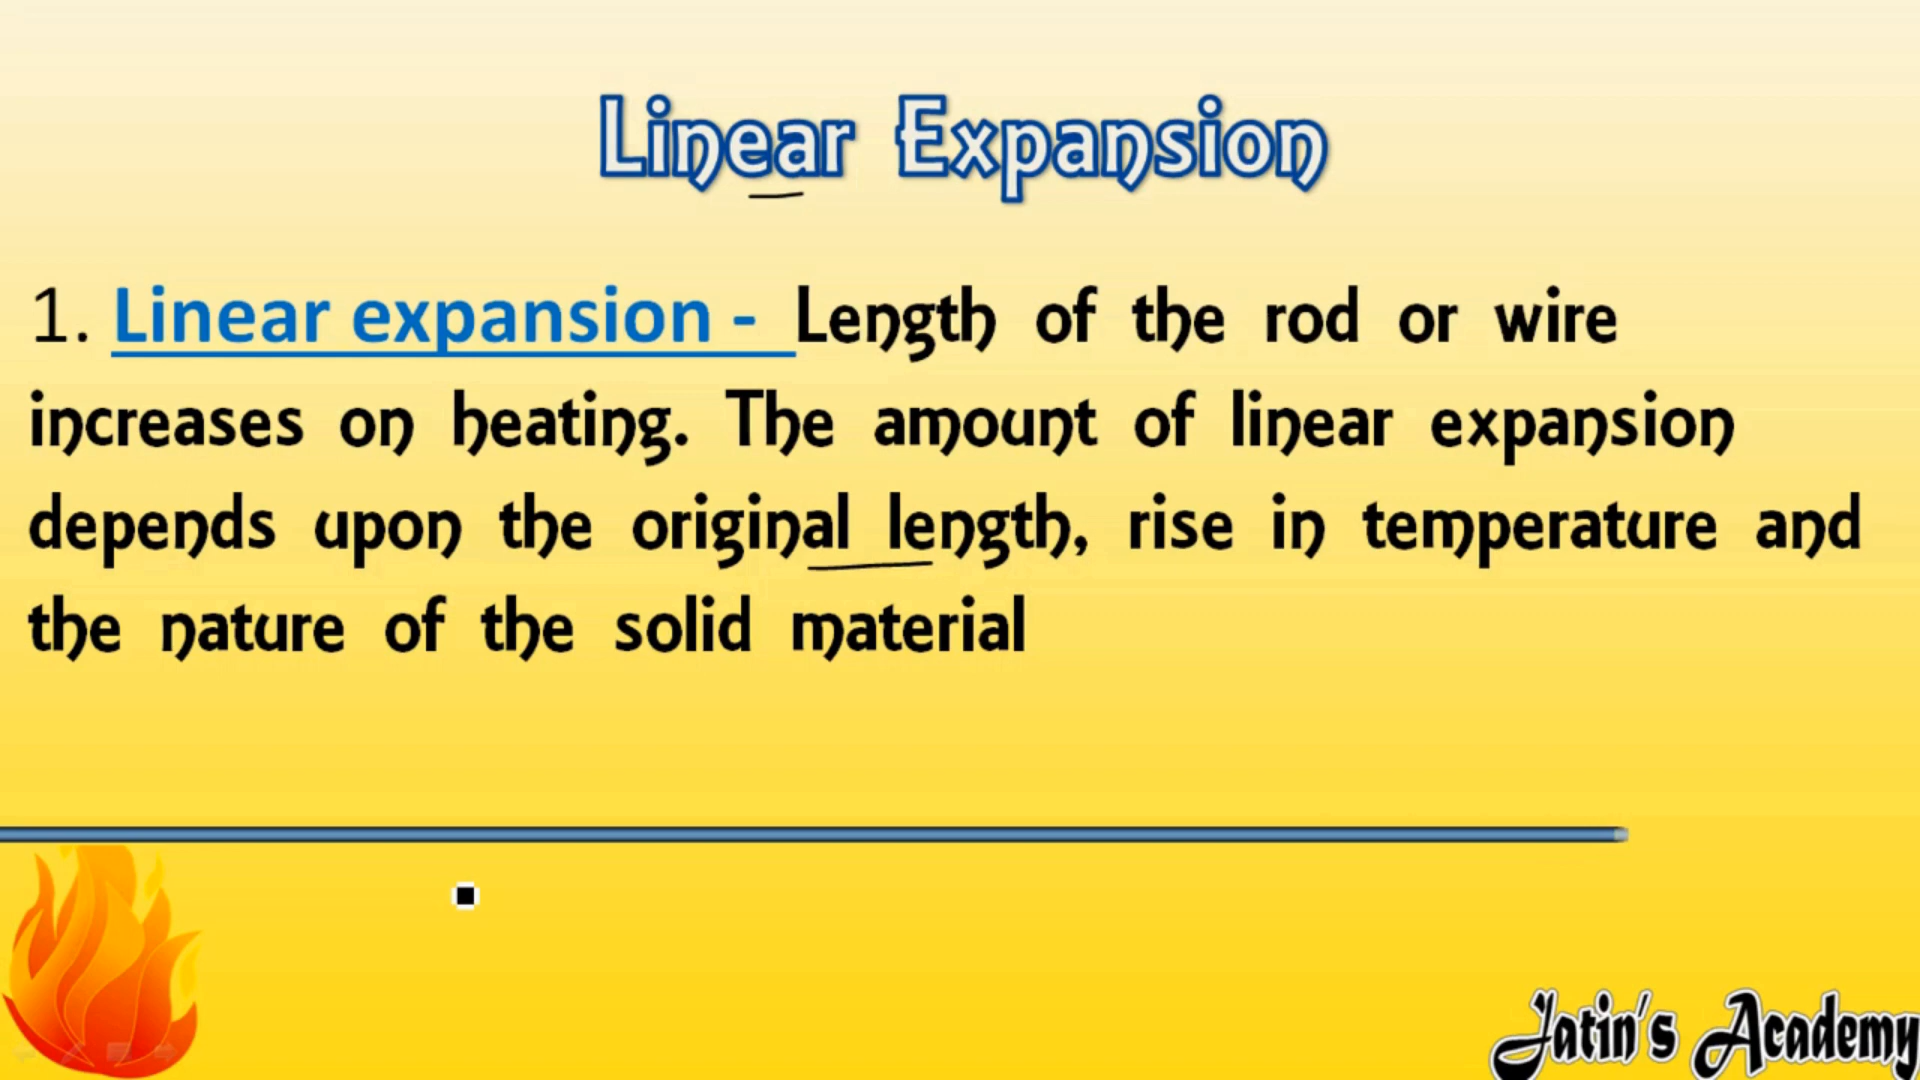 Linear Expansion
1. Linear expansion - Length of the rod or wire
increases on heating. The amount of linear expansion
depends upon the original length, rise in temperature and
the nature of the solid material
Jatin's Academy